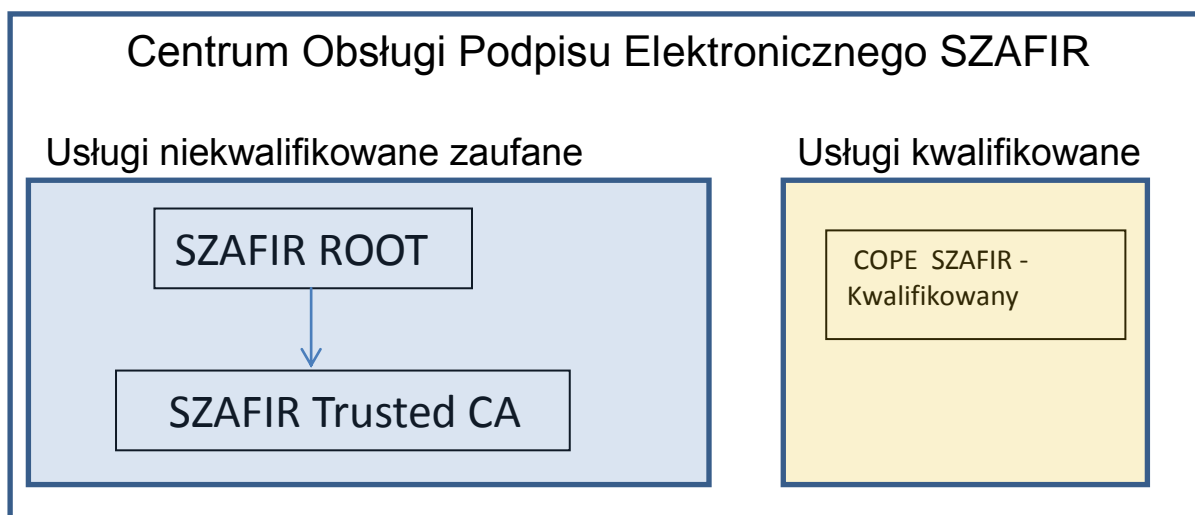 Centrum Obsługi Podpisu Elektronicznego SZAFIR
Usługi niekwalifikowane zaufane
Usługi kwalifikowane
SZAFIR ROOT
COPE SZAFIR -
Kwalifikowany
SZAFIR Trusted CA